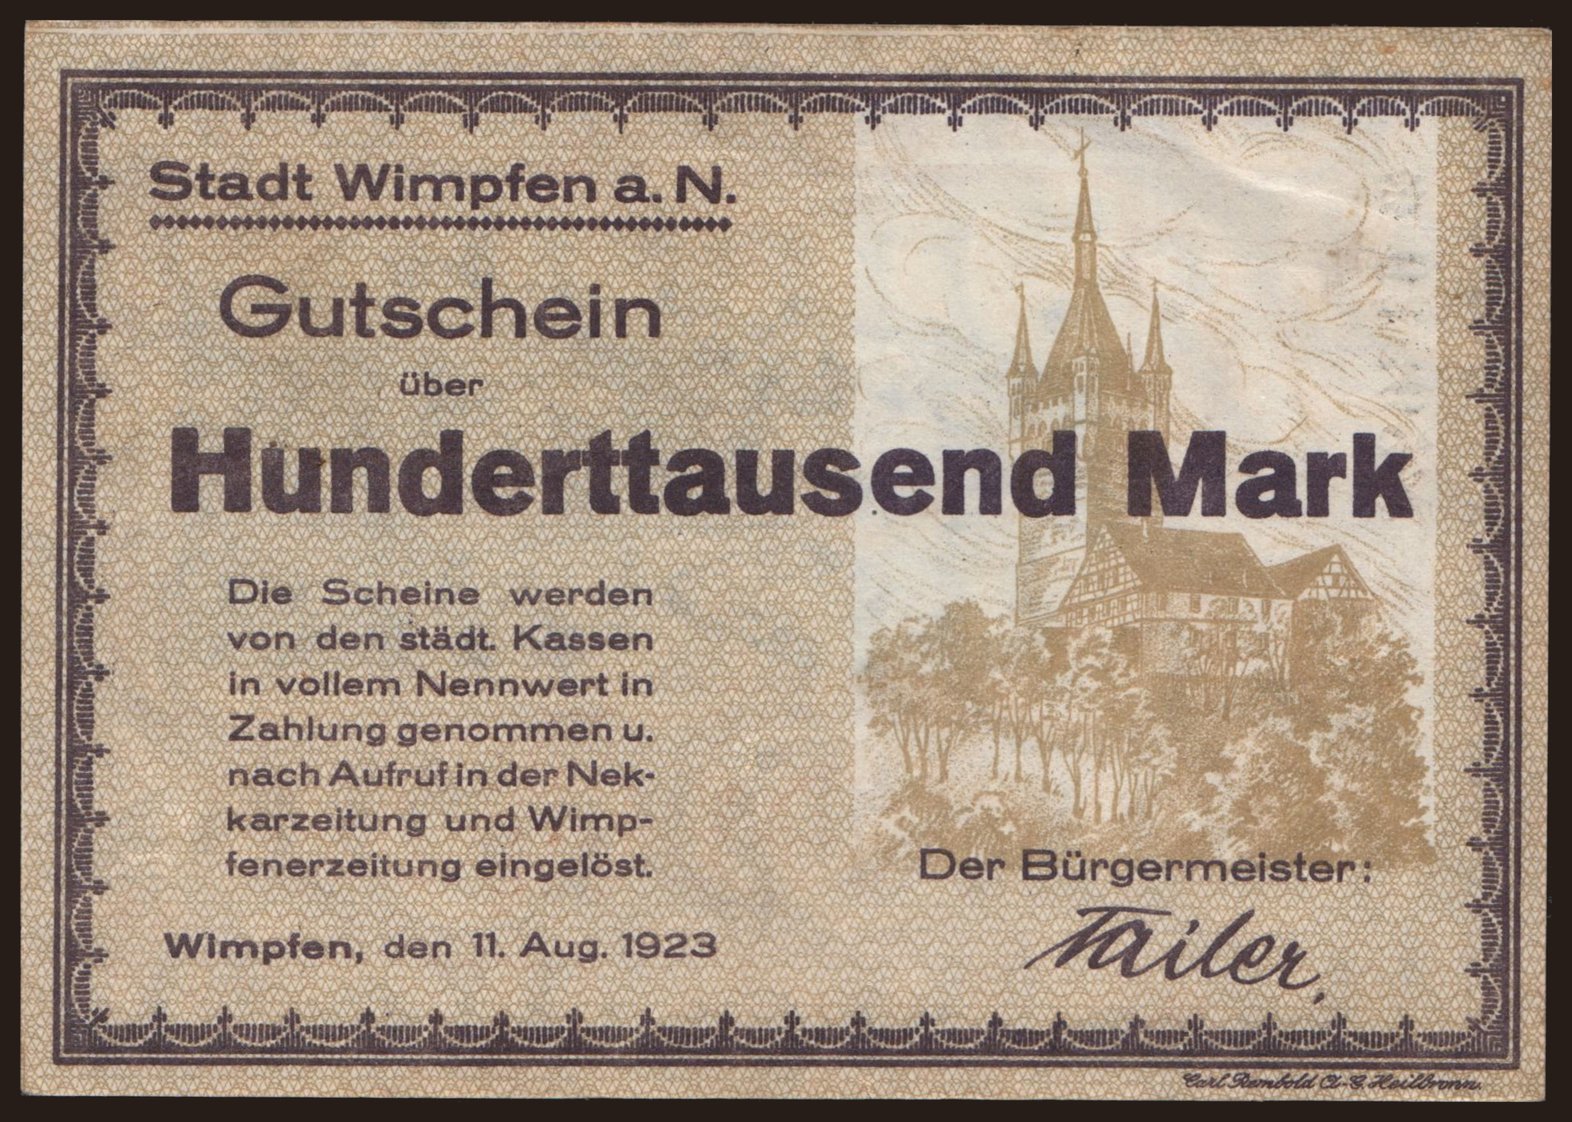 Stadt Wimpfen a. N.
Gutschein
über
Hunderttausend Mark
Die Scheine werden
von den städt. Kassen
in vollem Nennwert in
Zahlung genommen u.
nach Aufruf in der Nek-
karzeitung und Wimp-
fenerzeitung eingelöst.
Wimpfen, den 11. Aug. 1923
Der Bürgermeister:
Tailer,
Carl Rembold A-G. Heilbronn.